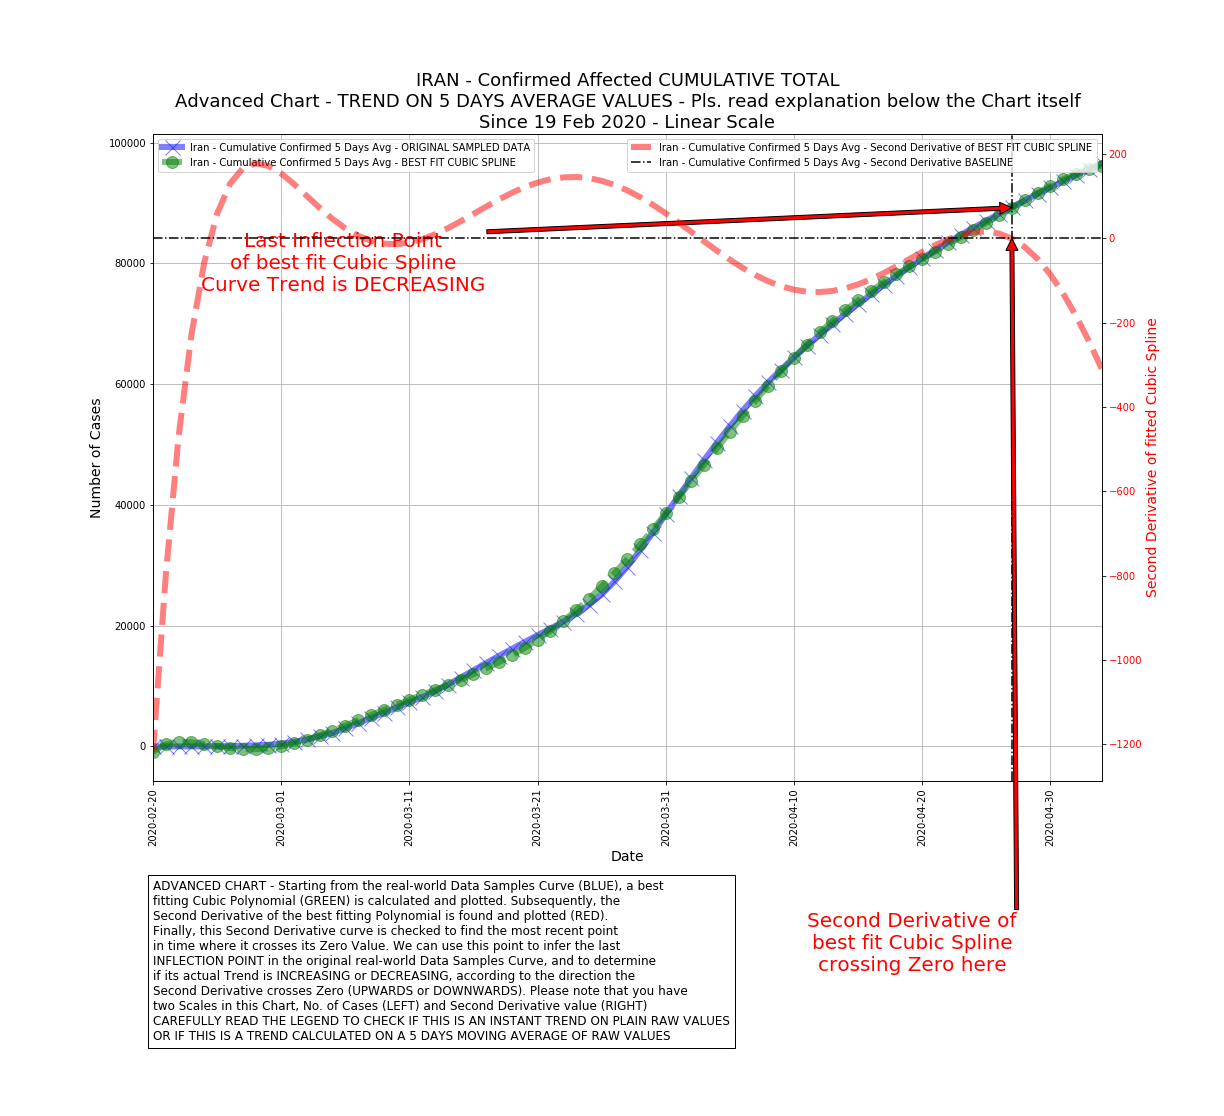 IRAN - Confirmed Affected CUMULATIVE TOTAL
Advanced Chart - TREND ON 5 DAYS AVERAGE VALUES - Pls. read explanation below the Chart itself
Since 19 Feb 2020 - Linear Scale
Iran - Cumulative Confirmed 5 Days Avg - ORIGINAL SAMPLED DATA
Iran - Cumulative Confirmed 5 Days Avg - BEST FIT CUBIC SPLINE
Iran - Cumulative Confirmed 5 Days Avg - Second Derivative of BEST FIT CUBIC SPLINE
Iran - Cumulative Confirmed 5 Days Avg - Second Derivative BASELINE
100000
80000
60000
40000
20000
0
Number of Cases
Last Inflection Point
of best fit Cubic Spline
Curve Trend is DECREASING
200
0
−200
−400
−600
−800
−1000
−1200
Second Derivative of fitted Cubic Spline
2020-02-20
2020-03-01
2020-03-11
2020-03-21
2020-03-31
2020-04-10
2020-04-20
2020-04-30
Date
Second Derivative of
best fit Cubic Spline
crossing Zero here
ADVANCED CHART - Starting from the real-world Data Samples Curve (BLUE), a best
fitting Cubic Polynomial (GREEN) is calculated and plotted. Subsequently, the
Second Derivative of the best fitting Polynomial is found and plotted (RED).
Finally, this Second Derivative curve is checked to find the most recent point
in time where it crosses its Zero Value. We can use this point to infer the last
INFLECTION POINT in the original real-world Data Samples Curve, and to determine
if its actual Trend is INCREASING or DECREASING, according to the direction the
Second Derivative crosses Zero (UPWARDS or DOWNWARDS). Please note that you have
two Scales in this Chart, No. of Cases (LEFT) and Second Derivative value (RIGHT)
CAREFULLY READ THE LEGEND TO CHECK IF THIS IS AN INSTANT TREND ON PLAIN RAW VALUES
OR IF THIS IS A TREND CALCULATED ON A 5 DAYS MOVING AVERAGE OF RAW VALUES